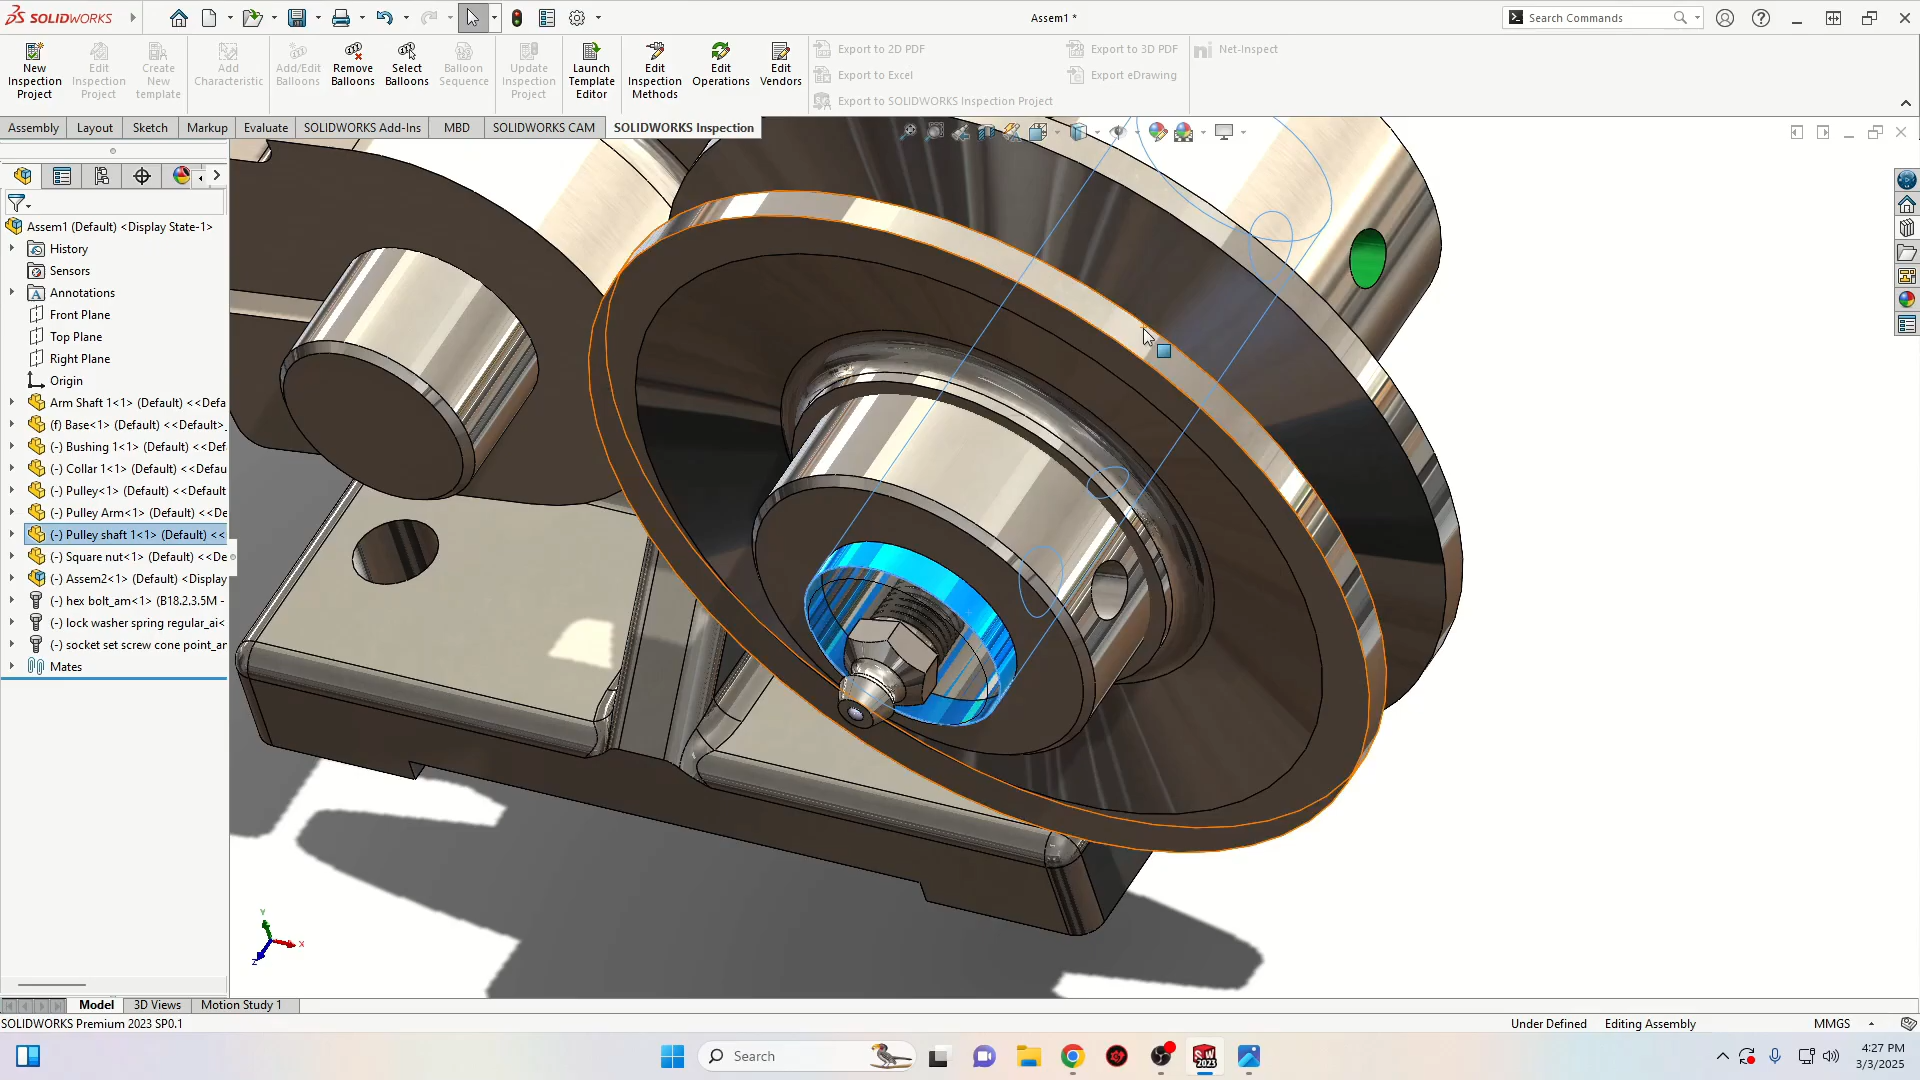 SOLIDWORKS
Assem1 *
Search Commands
New Inspection Project
Edit Inspection Project
Create New template
Add Characteristic
Add/Edit Balloons
Remove Balloons
Select Balloons
Balloon Sequence
Update Inspection Project
Launch Template Editor
Edit Inspection Methods
Edit Operations
Edit Vendors
Export to 2D PDF
Export to Excel
Export to SOLIDWORKS Inspection Project
Export to 3D PDF
Export eDrawing
Net-Inspect
Assembly
Layout
Sketch
Markup
Evaluate
SOLIDWORKS Add-Ins
MBD
SOLIDWORKS CAM
SOLIDWORKS Inspection
Assem1 (Default) <Display State-1>
History
Sensors
Annotations
Front Plane
Top Plane
Right Plane
Origin
Arm Shaft 1<1> (Default) <<Defa
(f) Base<1> (Default) <<Default>_
(-) Bushing 1<1> (Default) <<Def
(-) Collar 1<1> (Default) <<Defau
(-) Pulley<1> (Default) <<Default
(-) Pulley Arm<1> (Default) <<De
(-) Pulley shaft 1<1> (Default) <<
(-) Square nut<1> (Default) <<De
(-) Assem2<1> (Default) <Display
(-) hex bolt_am<1> (B18.2.3.5M -
(-) lock washer spring regular_ai<
(-) socket set screw cone point_ar
Mates
Y
X
Z
Model
3D Views
Motion Study 1
SOLIDWORKS Premium 2023 SP0.1
Under Defined
Editing Assembly
MMGS
Search
4:27 PM
3/3/2025